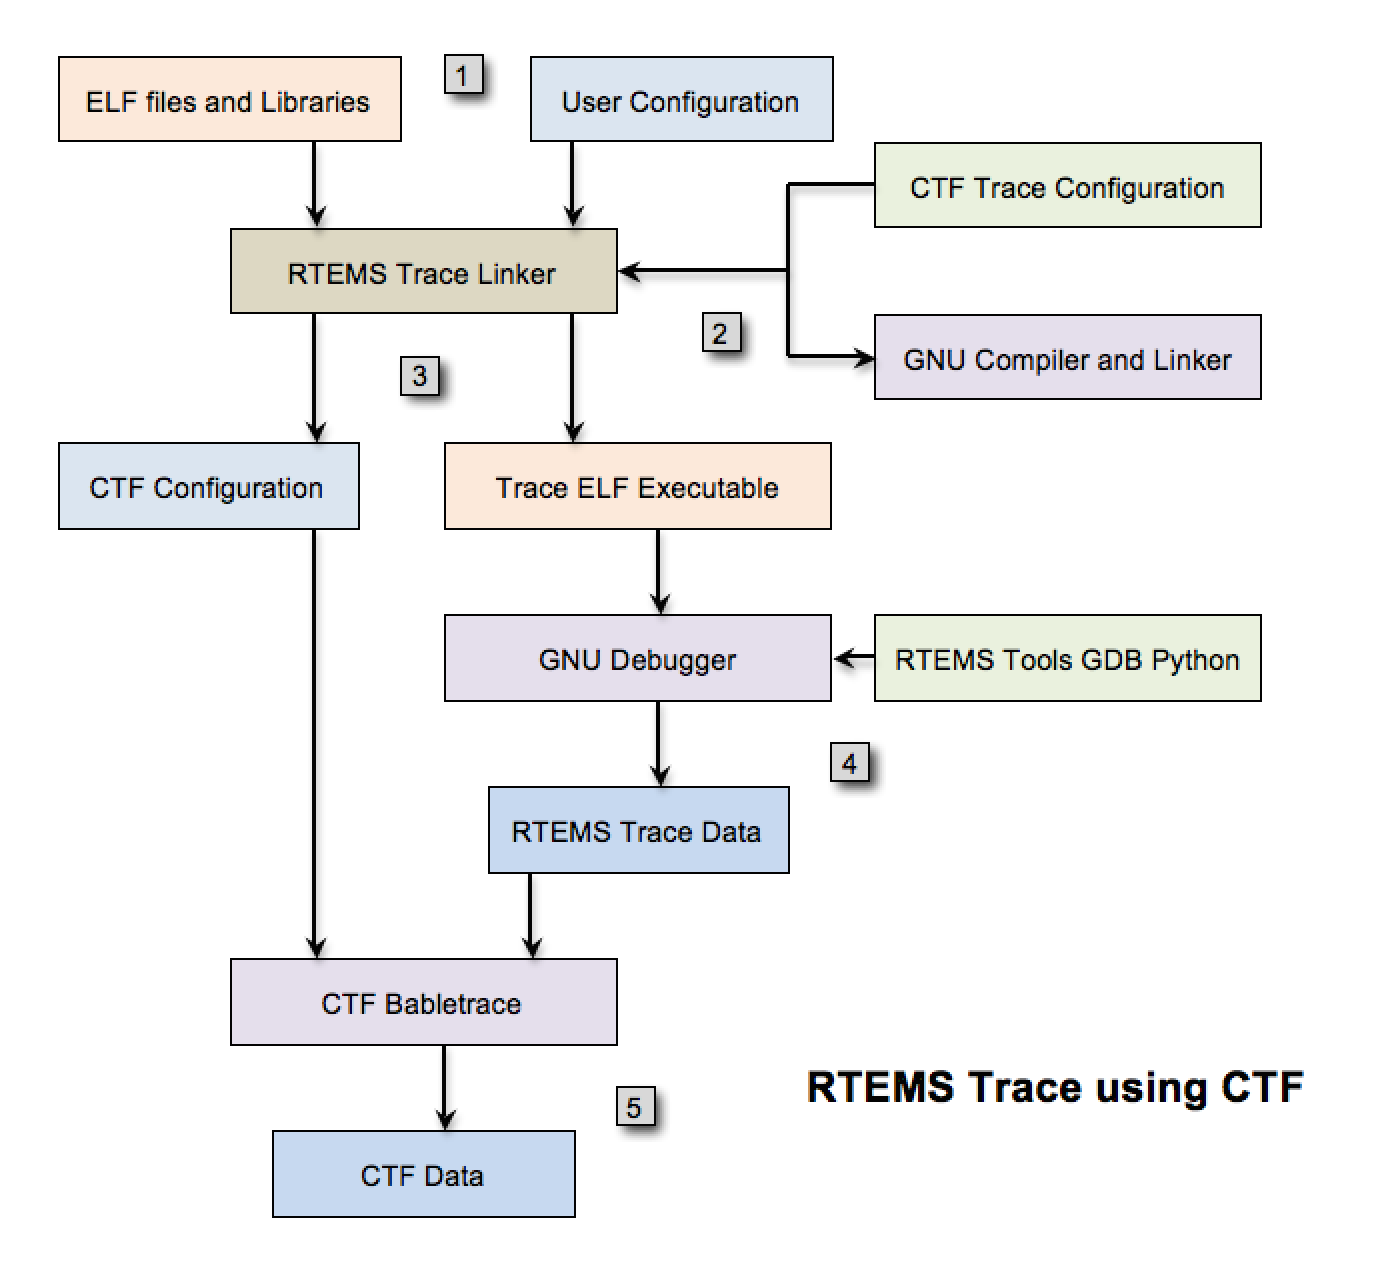 ELF files and Libraries
1
User Configuration
CTF Trace Configuration
RTEMS Trace Linker
2
GNU Compiler and Linker
3
CTF Configuration
Trace ELF Executable
GNU Debugger
RTEMS Tools GDB Python
4
RTEMS Trace Data
CTF Babletrace
RTEMS Trace using CTF
5
CTF Data